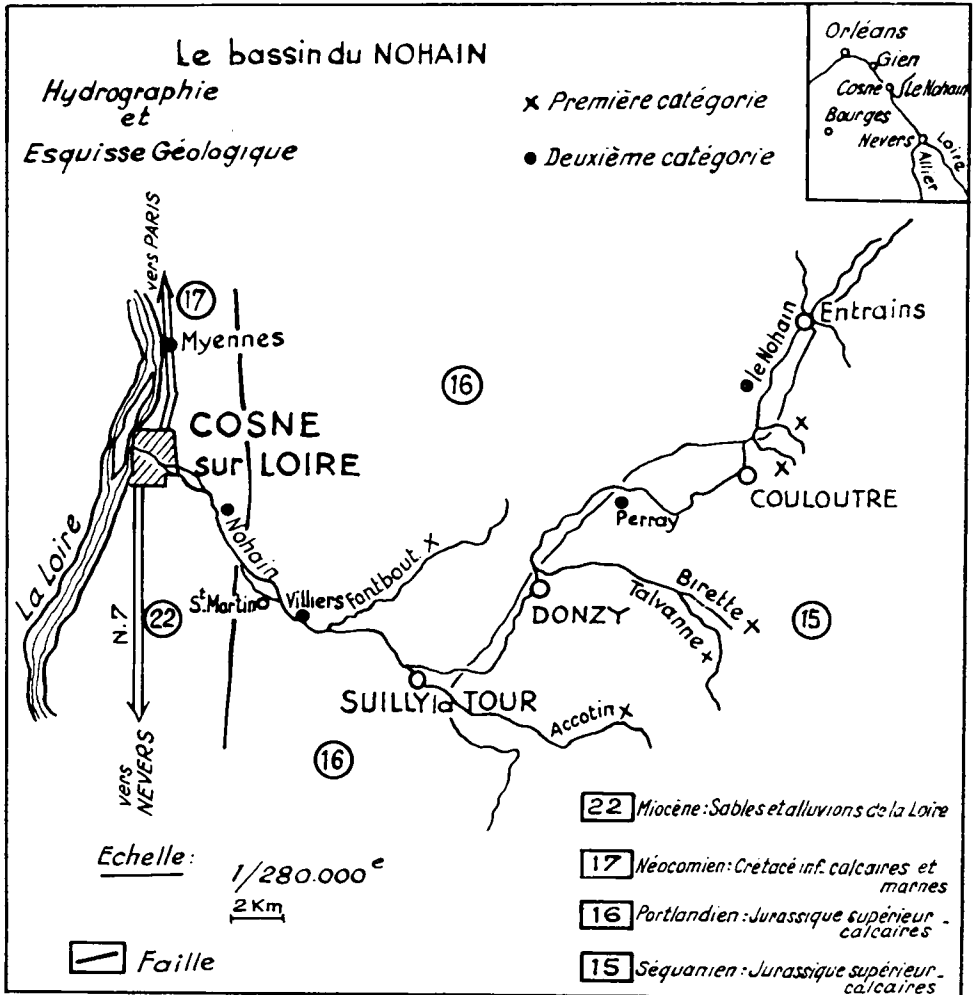 Le bassin du NOHAIN
Hydrographie
et
Esquisse Géologique
x Première catégorie
● Deuxième catégorie
Orléans
Gien
Cosne
Le Nohain
Bourges
Nevers
Loire
Allier
vers PARIS
17
Myennes
16
le Nohain
Entrains
COSNE
sur LOIRE
x
x
COULOUTRE
La Loire
Nohain
Perray
Fontbout x
St Martin
Villiers
N.7
22
DONZY
Birette x
Talvanne x
15
SUILLY la TOUR
Accotin x
16
vers
NEVERS
Echelle:
1/280.000e
2 Km
Faille
22 Miocène: Sables et alluvions de la Loire
17 Néocomien: Crétacé inf. calcaires et
marnes
16 Portlandien: Jurassique supérieur -
calcaires
15 Séquanien: Jurassique supérieur -
calcaires